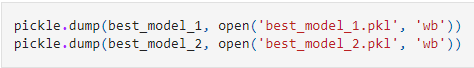 pickle.dump(best_model_1, open('best_model_1.pkl', 'wb'))
pickle.dump(best_model_2, open('best_model_2.pkl', 'wb'))